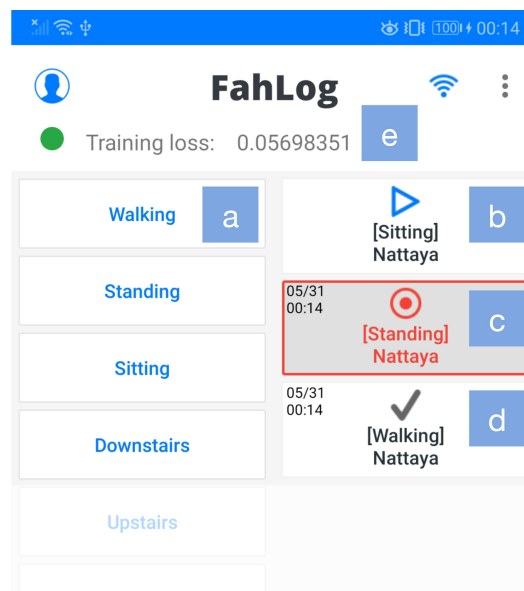 100 00:14
FahLog
Training loss: 0.05698351 e
Walking a
Standing
Sitting
Downstairs
Upstairs
[Sitting] b
Nattaya
05/31
00:14
[Standing] c
Nattaya
05/31
00:14
[Walking] d
Nattaya